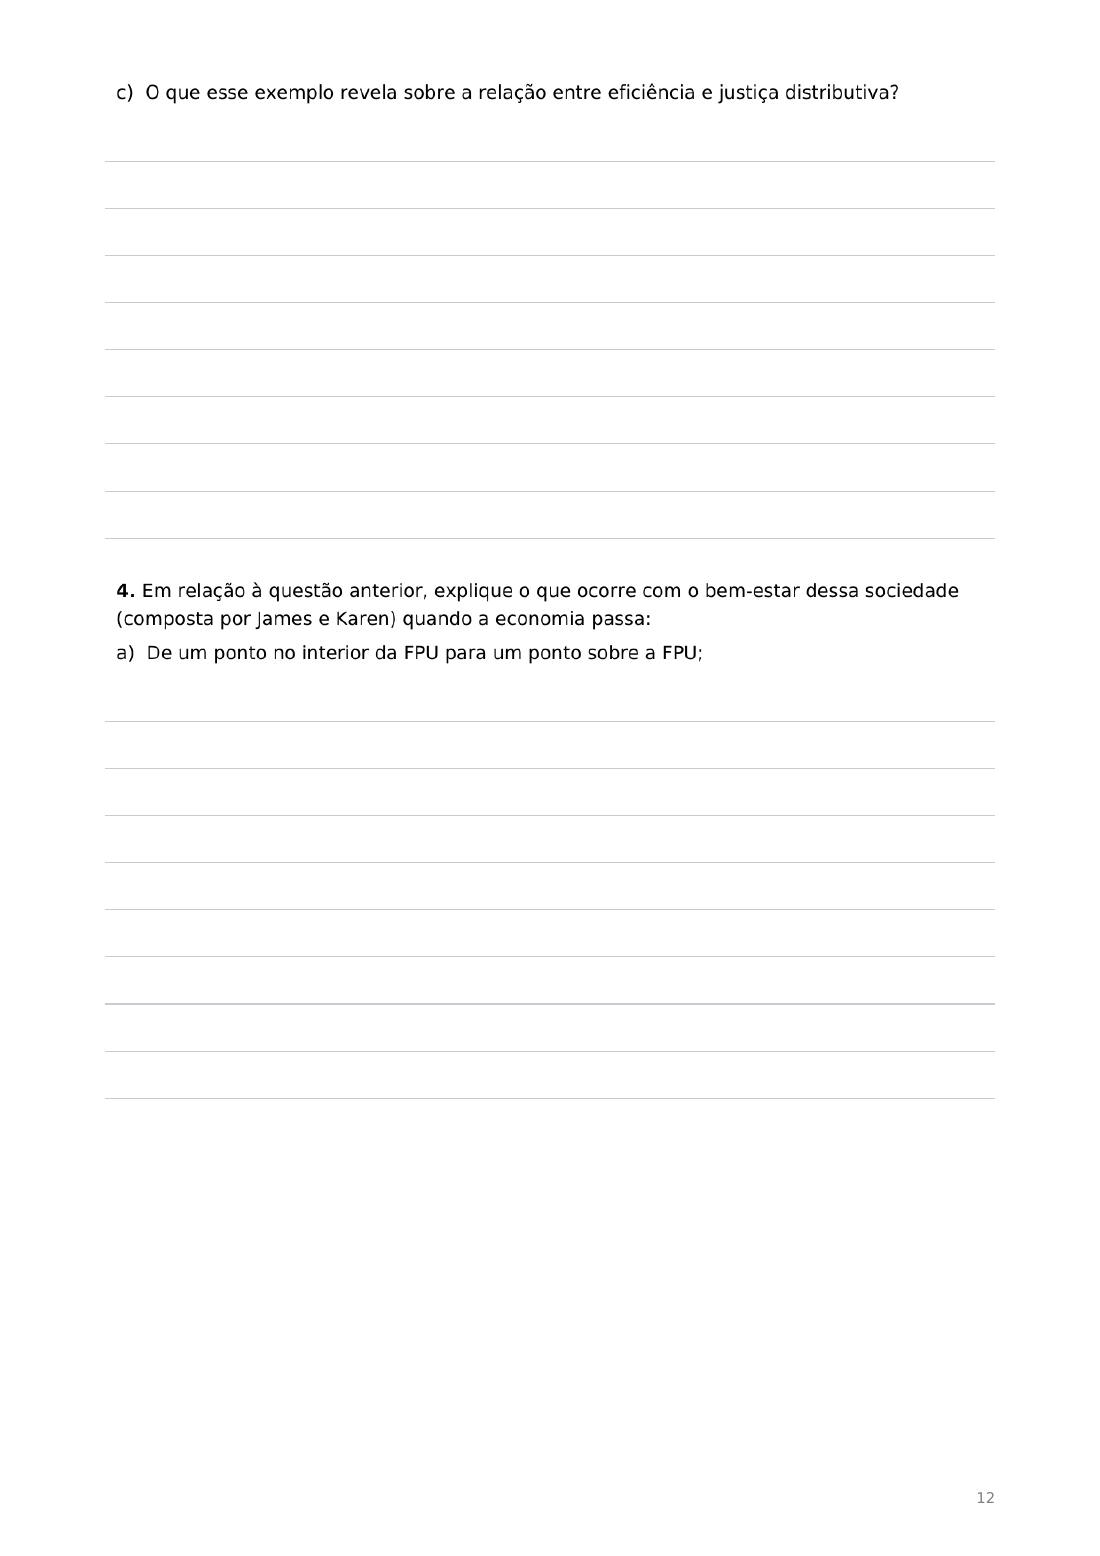 c) O que esse exemplo revela sobre a relação entre eficiência e justiça distributiva?
4. Em relação à questão anterior, explique o que ocorre com o bem-estar dessa sociedade
(composta por James e Karen) quando a economia passa:
a) De um ponto no interior da FPU para um ponto sobre a FPU;
12